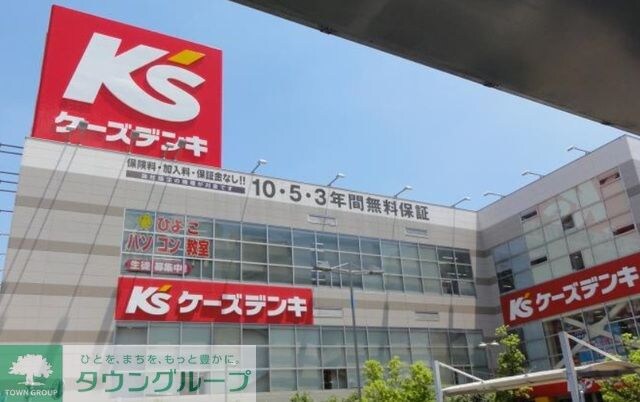 K's
ケーズデンキ
保険料・加入料・保証金なし!!
10・5・3年間無料保証
ひよこ
パソコン教室
生徒募集中
K's ケーズデンキ
K's ケーズデンキ
ひとを、まちを、もっと豊かに。
タウングループ
TOWN GROUP